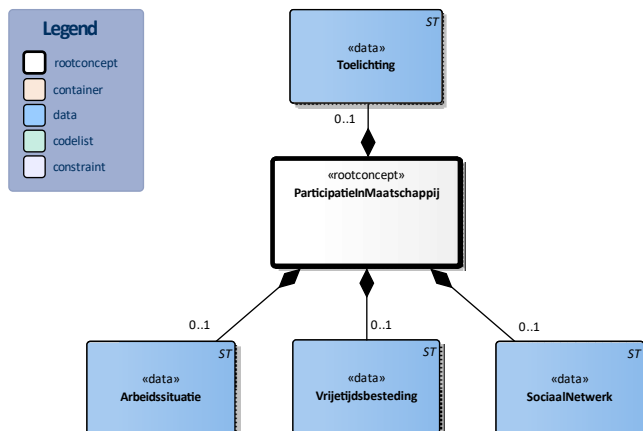 Legend
rootconcept
container
data
codelist
constraint
ST
«data»
Toelichting
0..1
«rootconcept»
ParticipatieInMaatschappij
0..1
0..1
0..1
ST
«data»
Arbeidssituatie
ST
«data»
Vrijetijdsbesteding
ST
«data»
SociaalNetwerk